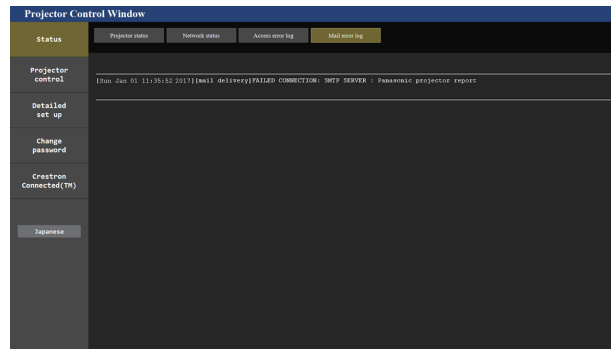 Projector Control Window
Status
Projector status
Network status
Access error log
Mail error log
Projector
control
[Sun Jan 01 11:35:52 2017][mail delivery]FAILED CONNECTION: SMTP SERVER : Panasonic projector report
Detailed
set up
Change
password
Crestron
Connected(TM)
Japanese